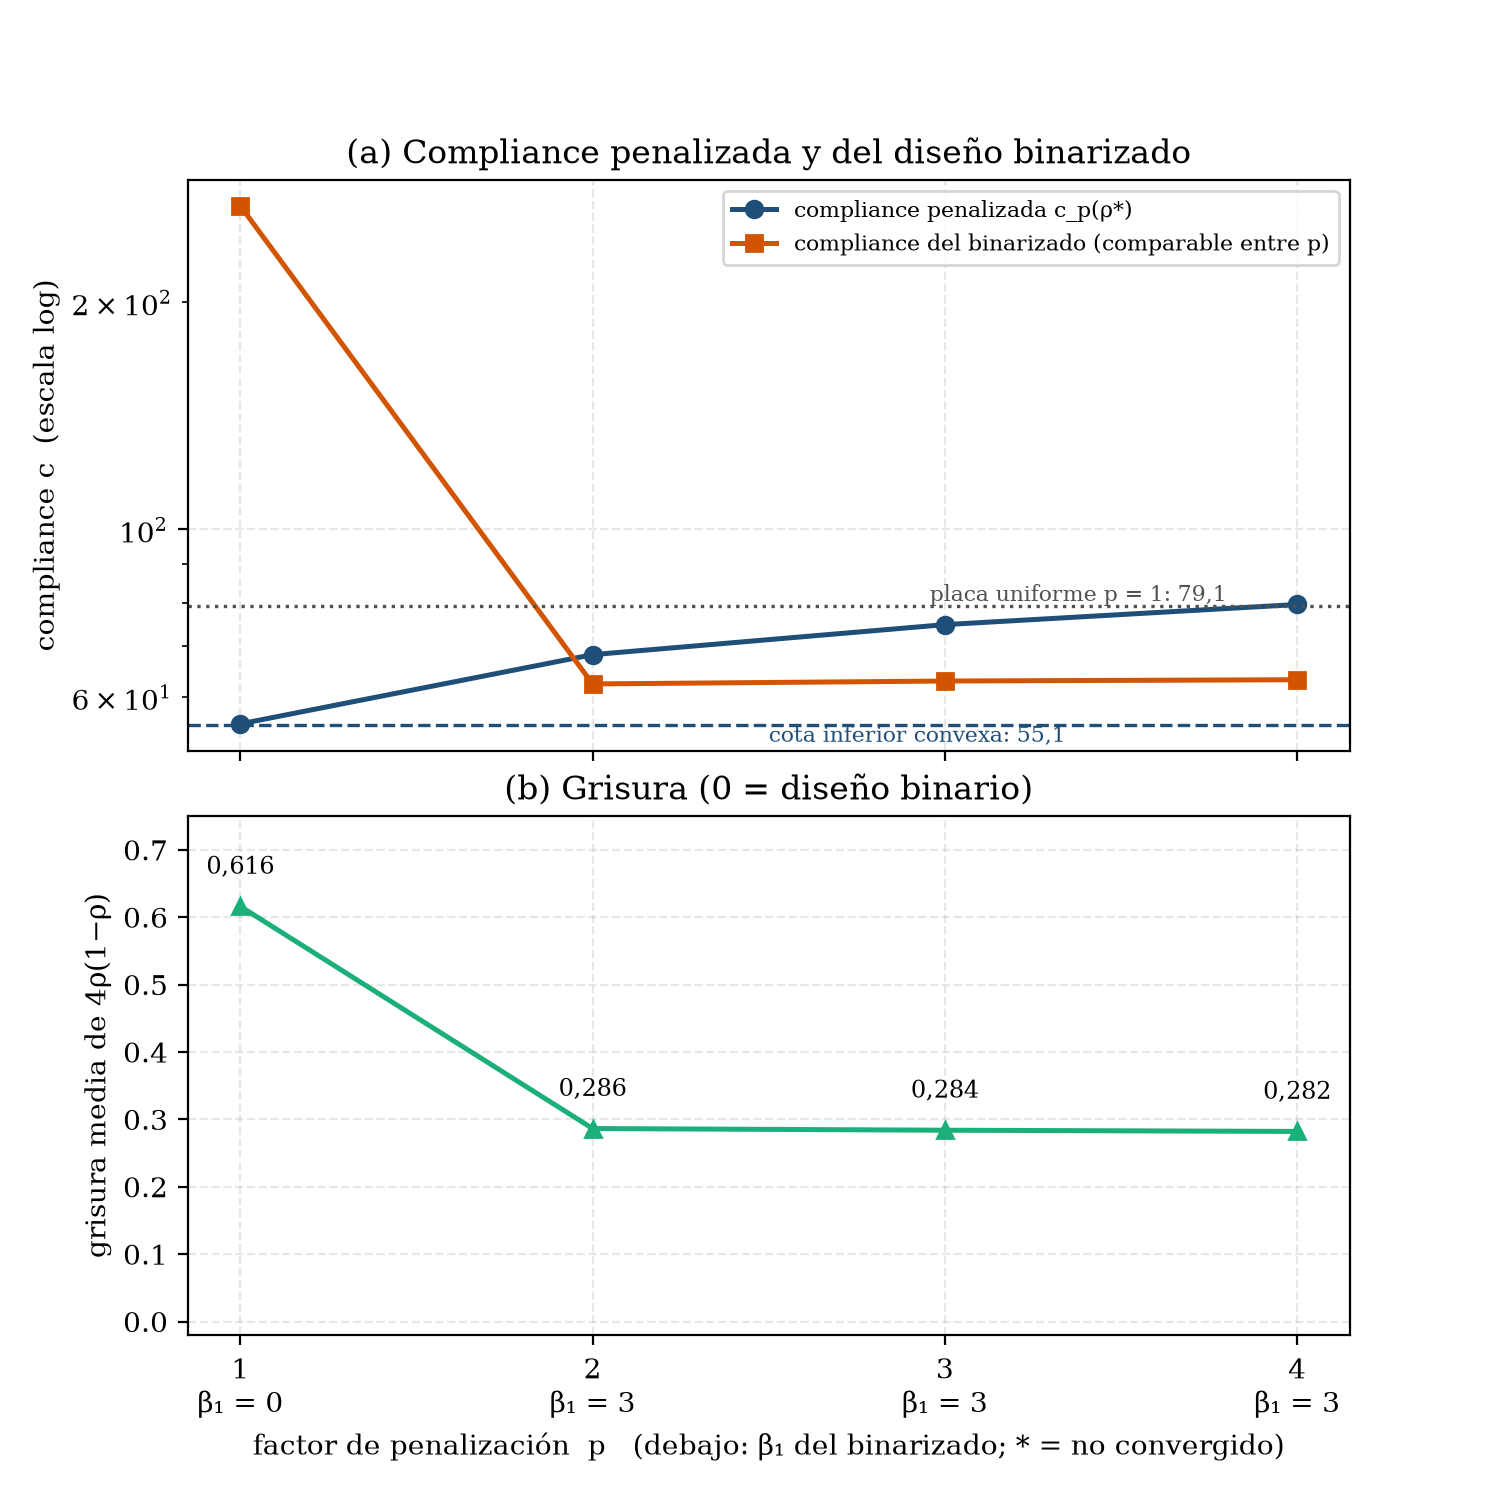 (a) Compliance penalizada y del diseño binarizado
compliance c (escala log)
2 × 10²
10²
6 × 10¹
compliance penalizada c_p(ρ*)
compliance del binarizado (comparable entre p)
placa uniforme p = 1: 79,1
cota inferior convexa: 55,1
(b) Grisura (0 = diseño binario)
grisura media de 4ρ(1−ρ)
0.7
0.6
0.5
0.4
0.3
0.2
0.1
0.0
0,616
0,286
0,284
0,282
1 2 3 4
β₁ = 0 β₁ = 3 β₁ = 3 β₁ = 3
factor de penalización p (debajo: β₁ del binarizado; * = no convergido)